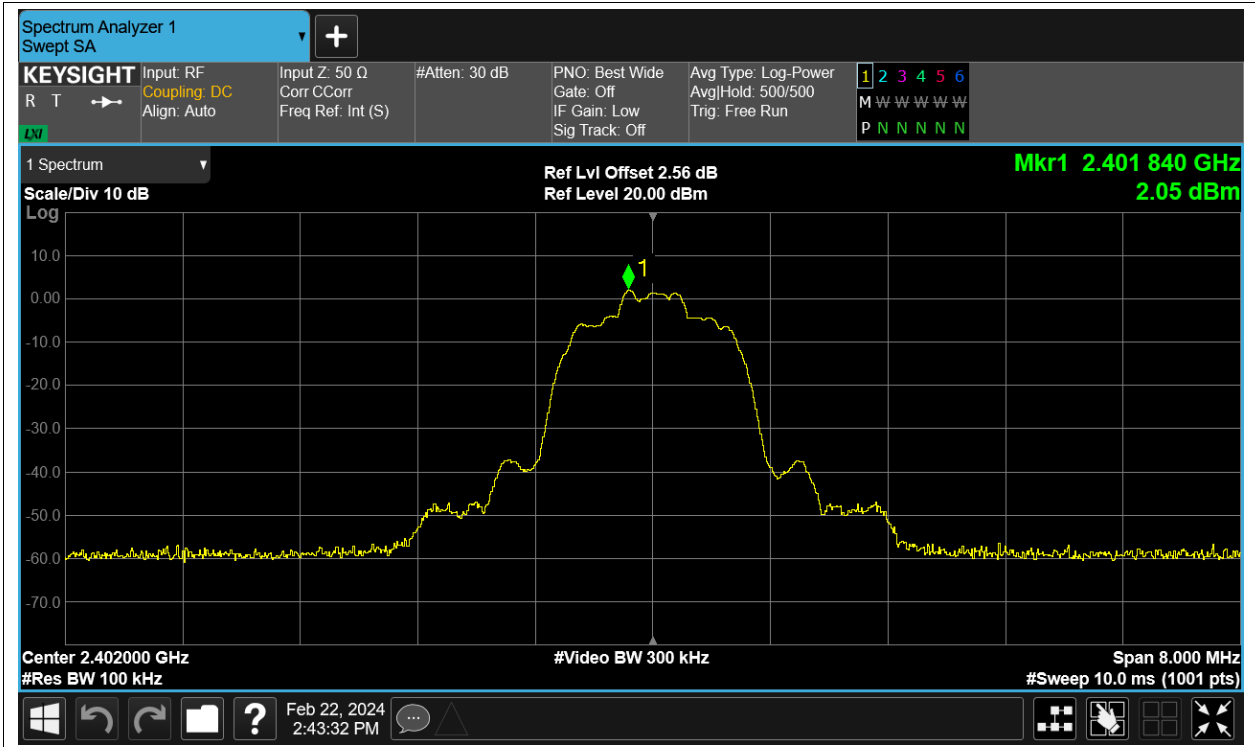 Spectrum Analyzer 1
Swept SA
KEYSIGHT
R T
LXI
Input: RF
Coupling: DC
Align: Auto
Input Z: 50 Ω
Corr CCorr
Freq Ref: Int (S)
#Atten: 30 dB
PNO: Best Wide
Gate: Off
IF Gain: Low
Sig Track: Off
Avg Type: Log-Power
Avg|Hold: 500/500
Trig: Free Run
1 2 3 4 5 6
M W W W W W
P N N N N N
1 Spectrum
Scale/Div 10 dB
Log
Ref Lvl Offset 2.56 dB
Ref Level 20.00 dBm
Mkr1 2.401 840 GHz
2.05 dBm
1
10.0
0.00
-10.0
-20.0
-30.0
-40.0
-50.0
-60.0
-70.0
Center 2.402000 GHz
#Video BW 300 kHz
Span 8.000 MHz
#Res BW 100 kHz
#Sweep 10.0 ms (1001 pts)
?
Feb 22, 2024
2:43:32 PM